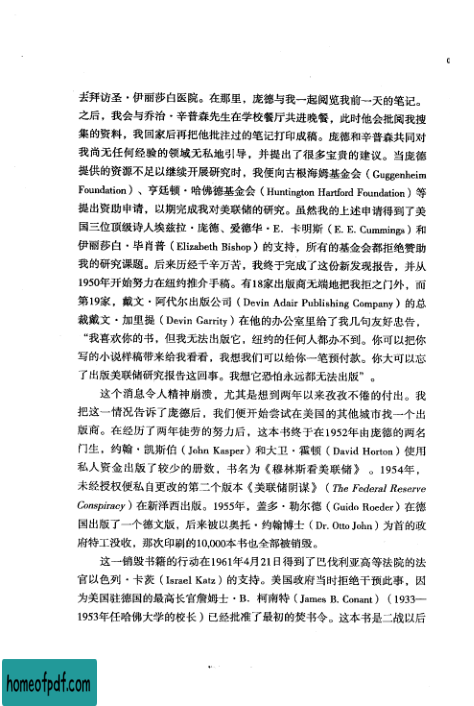 去拜访圣·伊丽莎白医院。在那里，庞德与我一起阅览我前一天的笔记。
之后，我会与乔治·辛普森先生在学校餐厅共进晚餐，此时他会批阅我搜
集的资料，我回家后再把他批注过的笔记打印成稿。庞德和辛普森共同对
我尚无任何经验的领域无私地引导，并提出了很多宝贵的建议。当庞德
提供的资源不足以继续开展研究时，我便向古根海姆基金会（Guggenheim
Foundation）、亨廷顿·哈佛德基金会（Huntington Hartford Foundation）等
提出资助申请，以期完成我对美联储的研究。虽然我的上述申请得到了美
国三位顶级诗人埃兹拉·庞德、爱德华·E．卡明斯（E. E. Cummings）和
伊丽莎白·毕肖普（Elizabeth Bishop）的支持，所有的基金会都拒绝赞助
我的研究课题。后来历经千辛万苦，我终于完成了这份新发现报告，并从
1950年开始努力在纽约推介手稿。有18家出版商无端地把我拒之门外，而
第19家，戴文·阿代尔出版公司（Devin Adair Publishing Company）的总
裁戴文·加里提（Devin Garrity）在他的办公室里给了我几句友好忠告，
“我喜欢你的书，但我无法出版它，纽约的任何人都办不到。你可以把你
写的小说样稿带来给我看看，我想我们可以给你一笔预付款。你大可以忘
了出版美联储研究报告这回事。我想它恐怕永远都无法出版”。
这个消息令人精神崩溃，尤其是想到两年以来孜孜不倦的付出。我
把这一情况告诉了庞德后，我们便开始尝试在美国的其他城市找一个出
版商。在经历了两年徒劳的努力后，这本书终于在1952年由庞德的两名
门生，约翰·凯斯伯（John Kasper）和大卫·霍顿（David Horton）使用
私人资金出版了较少的册数，书名为《穆林斯看美联储》。1954年，
未经授权便私自更改的第二个版本《美联储阴谋》（The Federal Reserve
Conspiracy）在新泽西出版。1955年，盖多·勒尔德（Guido Roeder）在德
国出版了一个德文版，后来被以奥托·约翰博士（Dr. Otto John）为首的政
府特工没收，那次印刷的10,000本书也全部被销毁。
这一销毁书籍的行动在1961年4月21日得到了巴伐利亚高等法院的法
官以色列·卡茨（Israel Katz）的支持。美国政府当时拒绝干预此事，因
为美国驻德国的最高长官詹姆士·B．柯南特（James B. Conant）（1933—
1953年任哈佛大学的校长）已经批准了最初的焚书令。这本书是二战以后
homeofpdf.com